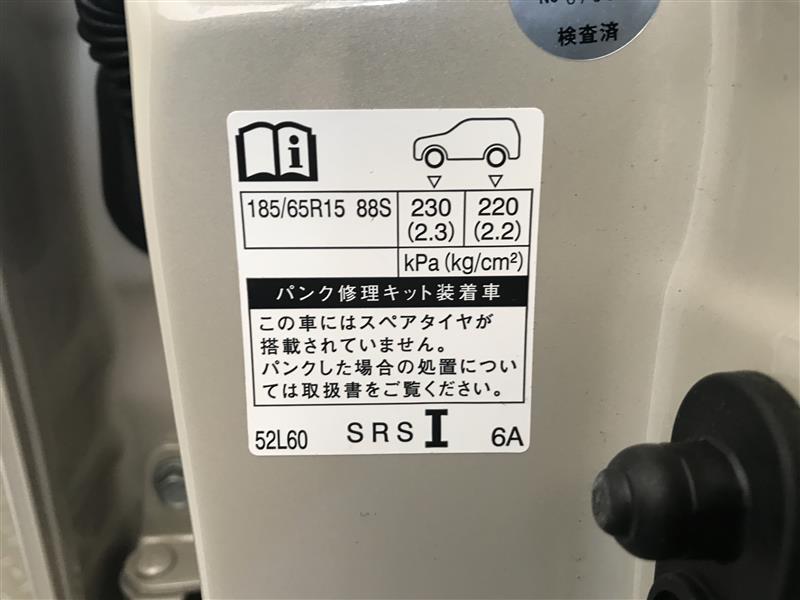 検査済
i
185/65R15 88S 230 220
(2.3) (2.2)
kPa (kg/cm²)
パンク修理キット装着車
この車にはスペアタイヤが
搭載されていません。
パンクした場合の処置につい
ては取扱書をご覧ください。
52L60 SRS I 6A